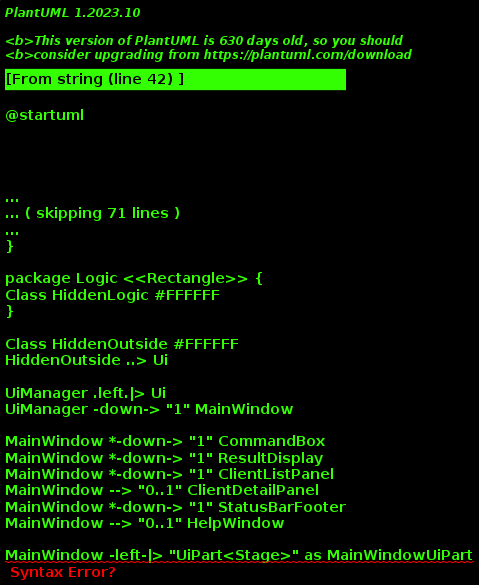 PlantUML 1.2023.10
<b>This version of PlantUML is 630 days old, so you should
<b>consider upgrading from https://plantuml.com/download
[From string (line 42) ]
@startuml
...
... ( skipping 71 lines )
...
}
package Logic <<Rectangle>> {
Class HiddenLogic #FFFFFF
}
Class HiddenOutside #FFFFFF
HiddenOutside ..> Ui
UiManager .left.|> Ui
UiManager -down-> "1" MainWindow
MainWindow *-down-> "1" CommandBox
MainWindow *-down-> "1" ResultDisplay
MainWindow *-down-> "1" ClientListPanel
MainWindow --> "0..1" ClientDetailPanel
MainWindow *-down-> "1" StatusBarFooter
MainWindow --> "0..1" HelpWindow
MainWindow -left-|> "UiPart<Stage>" as MainWindowUiPart
Syntax Error?